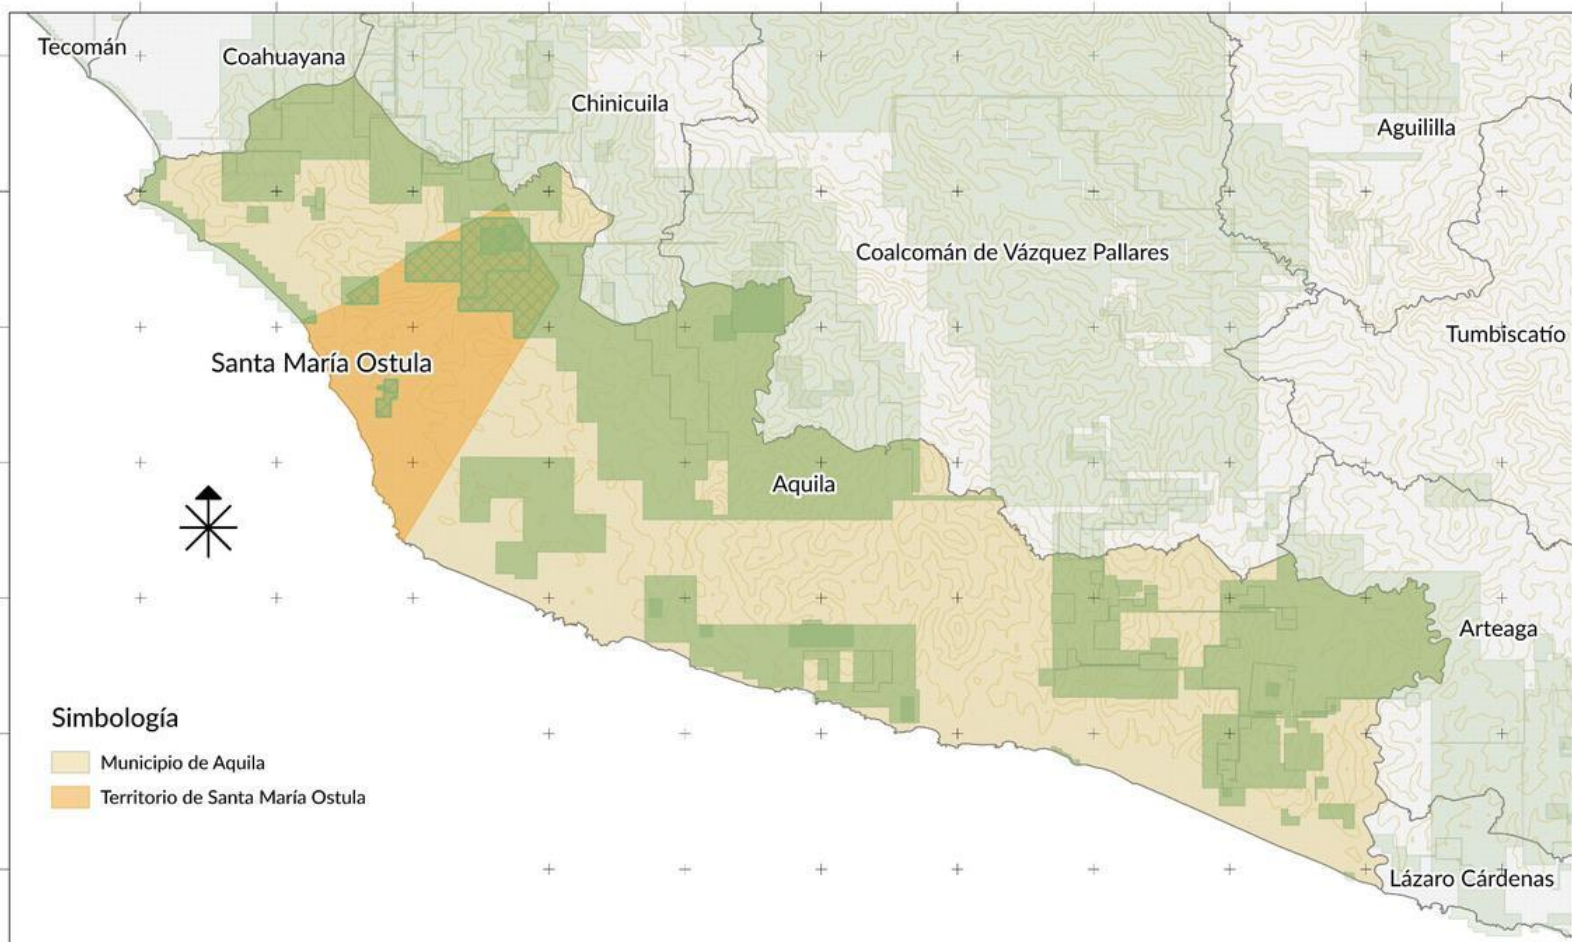 Tecomán
Coahuayana
Chinicuila
Aguililla
Coalcomán de Vázquez Pallares
Tumbiscatío
Santa María Ostula
Aquila
Arteaga
Simbología
Municipio de Aquila
Territorio de Santa María Ostula
Lázaro Cárdenas